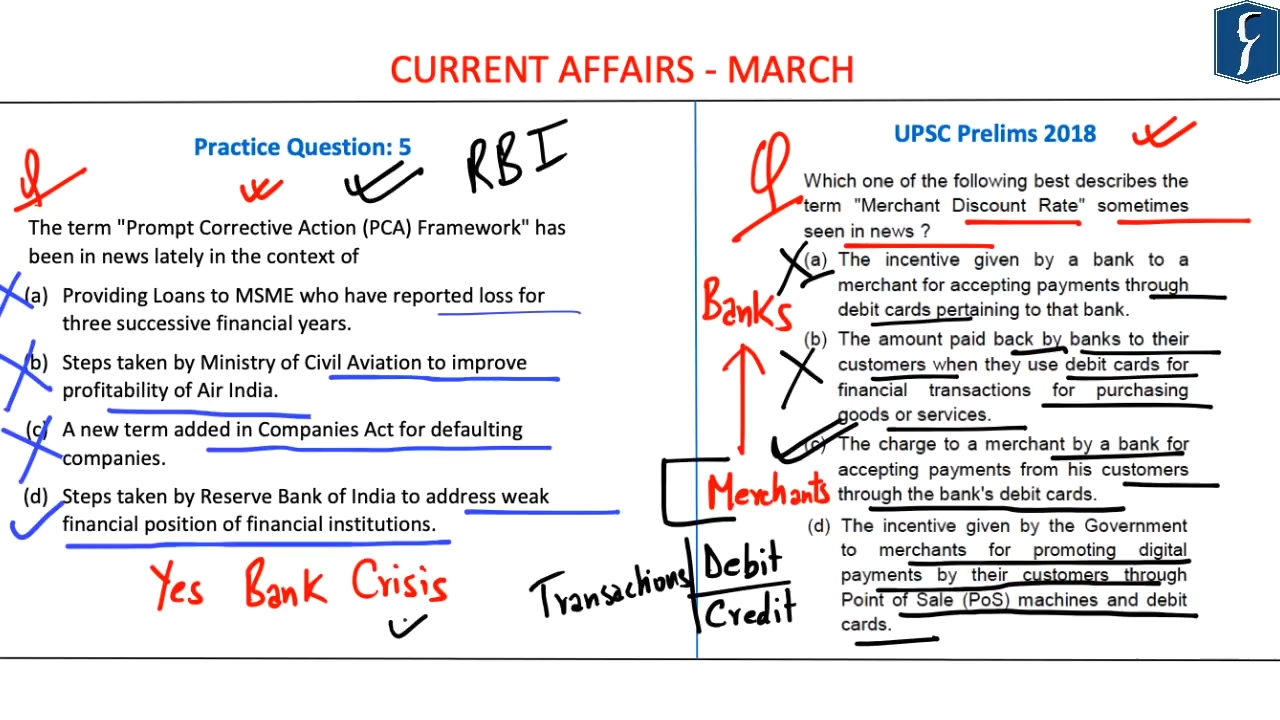 CURRENT AFFAIRS - MARCH
Practice Question: 5
RBI
Q
The term "Prompt Corrective Action (PCA) Framework" has
been in news lately in the context of
(a) Providing Loans to MSME who have reported loss for
three successive financial years.
(b) Steps taken by Ministry of Civil Aviation to improve
profitability of Air India.
(c) A new term added in Companies Act for defaulting
companies.
(d) Steps taken by Reserve Bank of India to address weak
financial position of financial institutions.
Yes Bank Crisis
UPSC Prelims 2018
Q
Which one of the following best describes the
term "Merchant Discount Rate" sometimes
seen in news ?
(a) The incentive given by a bank to a
merchant for accepting payments through
debit cards pertaining to that bank.
(b) The amount paid back by banks to their
customers when they use debit cards for
financial transactions for purchasing
goods or services.
(c) The charge to a merchant by a bank for
accepting payments from his customers
through the bank's debit cards.
(d) The incentive given by the Government
to merchants for promoting digital
payments by their customers through
Point of Sale (PoS) machines and debit
cards.
Banks
Merchants
Transactions
Debit
Credit